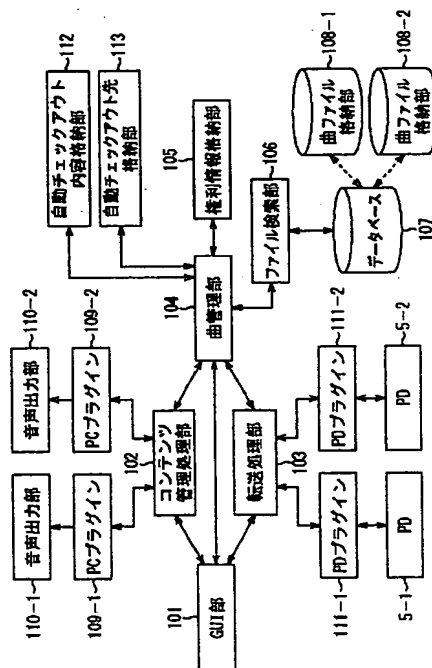 110-1
音声出力部
110-2
音声出力部
112
自動チェックアウト
内容格納部
109-1
PCプラグイン
109-2
PCプラグイン
113
自動チェックアウト先
格納部
102
コンテンツ
管理処理部
104
曲管理部
105
権利情報格納部
101
GUI部
103
転送処理部
106
ファイル検索部
108-1
曲ファイル
格納部
111-1
PDプラグイン
111-2
PDプラグイン
データベース
107
108-2
曲ファイル
格納部
5-1
PD
5-2
PD